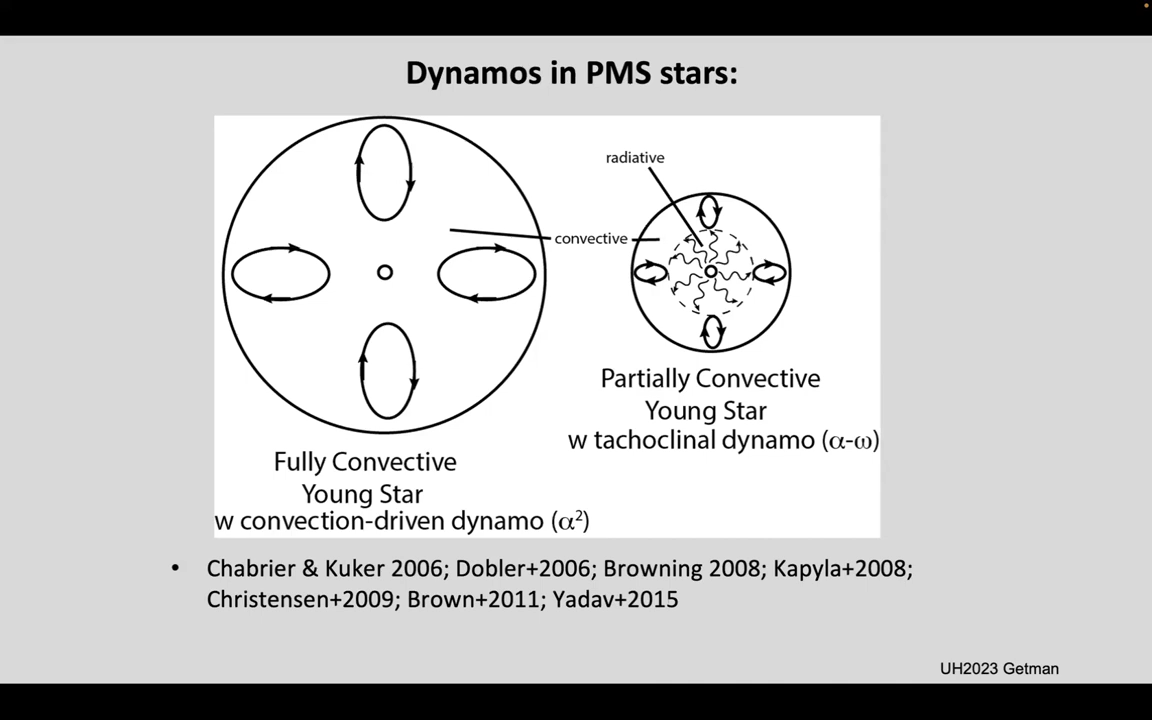 Dynamos in PMS stars:
radiative
convective
Partially Convective
Young Star
w tachoclinal dynamo (α-ω)
Fully Convective
Young Star
w convection-driven dynamo (α²)
• Chabrier & Kuker 2006; Dobler+2006; Browning 2008; Kapyla+2008;
Christensen+2009; Brown+2011; Yadav+2015
UH2023 Getman